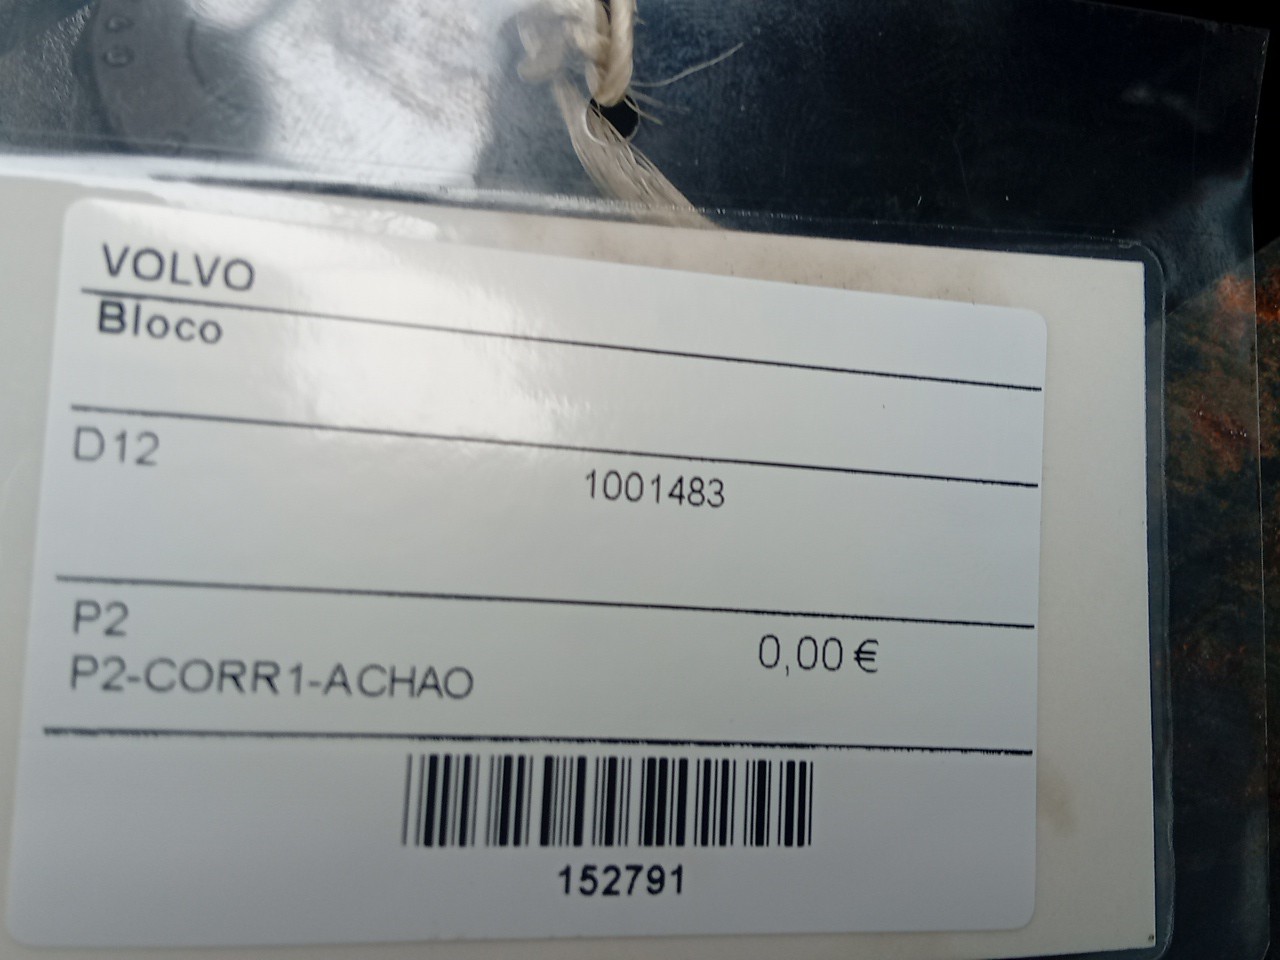 VOLVO
Bloco
D12
1001483
P2
0,00 €
P2-CORR1-ACHAO
152791